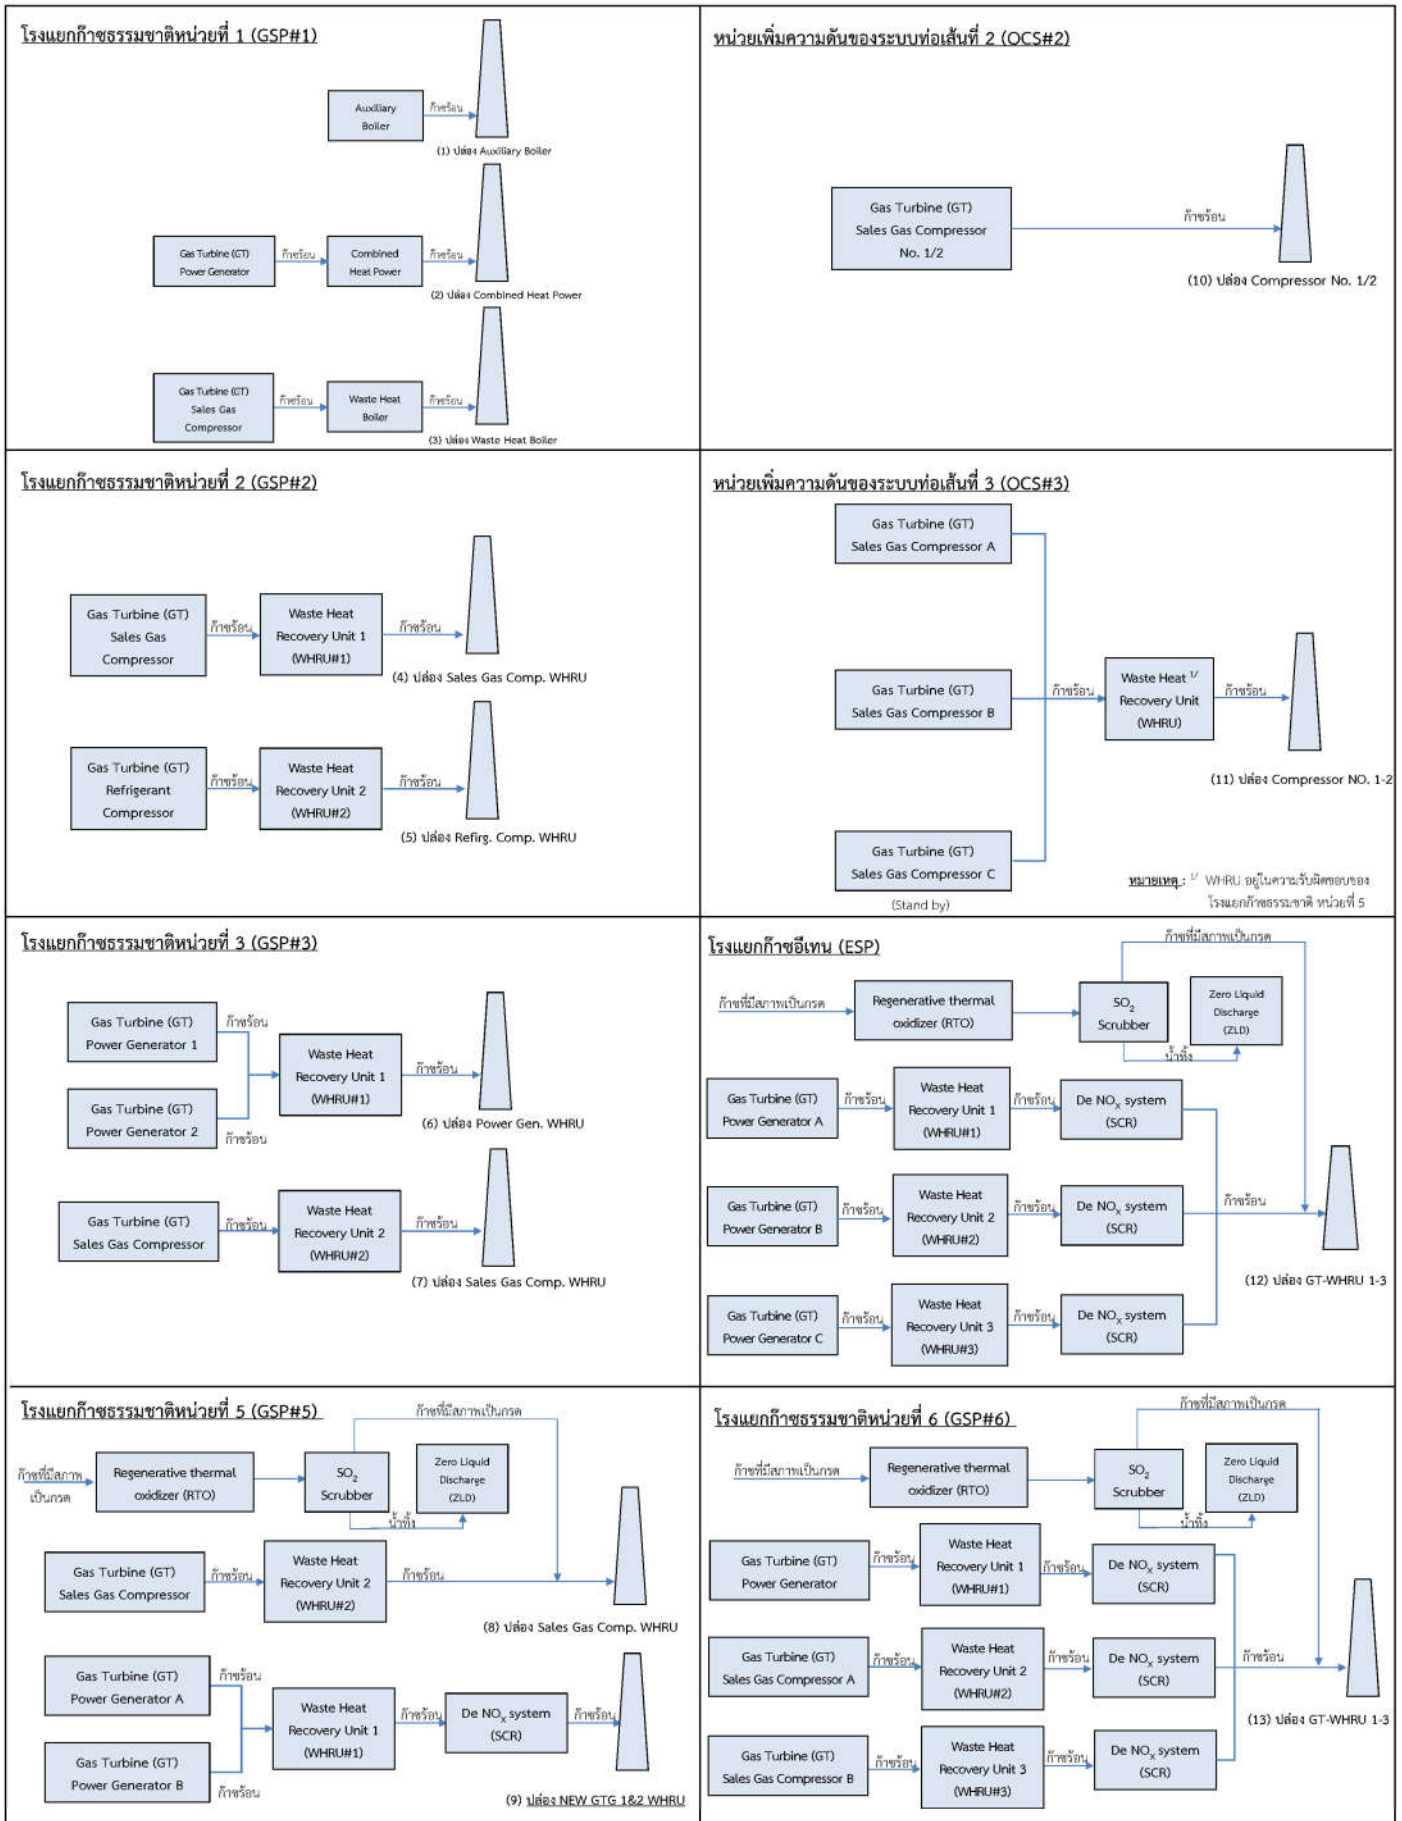 โรงแยกก๊าซธรรมชาติหน่วยที่ 1 (GSP#1)
Auxiliary
Boiler
ก๊าซร้อน
(1) ปล่อง Auxiliary Boiler
Gas Turbine (GT)
Power Generator
ก๊าซร้อน
Combined
Heat Power
ก๊าซร้อน
(2) ปล่อง Combined Heat Power
Gas Turbine (GT)
Sales Gas
Compressor
ก๊าซร้อน
Waste Heat
Boiler
ก๊าซร้อน
(3) ปล่อง Waste Heat Boiler
หน่วยเพิ่มความดันของระบบท่อเส้นที่ 2 (OCS#2)
Gas Turbine (GT)
Sales Gas Compressor
No. 1/2
ก๊าซร้อน
(10) ปล่อง Compressor No. 1/2
โรงแยกก๊าซธรรมชาติหน่วยที่ 2 (GSP#2)
Gas Turbine (GT)
Sales Gas
Compressor
ก๊าซร้อน
Waste Heat
Recovery Unit 1
(WHRU#1)
ก๊าซร้อน
(4) ปล่อง Sales Gas Comp. WHRU
Gas Turbine (GT)
Refrigerant
Compressor
ก๊าซร้อน
Waste Heat
Recovery Unit 2
(WHRU#2)
ก๊าซร้อน
(5) ปล่อง Refirg. Comp. WHRU
หน่วยเพิ่มความดันของระบบท่อเส้นที่ 3 (OCS#3)
Gas Turbine (GT)
Sales Gas Compressor A
Gas Turbine (GT)
Sales Gas Compressor B
ก๊าซร้อน
Waste Heat 1/
Recovery Unit
(WHRU)
ก๊าซร้อน
(11) ปล่อง Compressor NO. 1-2
Gas Turbine (GT)
Sales Gas Compressor C
(Stand by)
หมายเหตุ : 1/ WHRU อยู่ในความรับผิดชอบของ
โรงแยกก๊าซธรรมชาติ หน่วยที่ 5
โรงแยกก๊าซธรรมชาติหน่วยที่ 3 (GSP#3)
Gas Turbine (GT)
Power Generator 1
ก๊าซร้อน
Gas Turbine (GT)
Power Generator 2
ก๊าซร้อน
Waste Heat
Recovery Unit 1
(WHRU#1)
ก๊าซร้อน
(6) ปล่อง Power Gen. WHRU
Gas Turbine (GT)
Sales Gas Compressor
ก๊าซร้อน
Waste Heat
Recovery Unit 2
(WHRU#2)
ก๊าซร้อน
(7) ปล่อง Sales Gas Comp. WHRU
โรงแยกก๊าซอีเทน (ESP)
ก๊าซที่มีสภาพเป็นกรด
ก๊าซที่มีสภาพเป็นกรด
Regenerative thermal
oxidizer (RTO)
SO2
Scrubber
Zero Liquid
Discharge
(ZLD)
น้ำทิ้ง
Gas Turbine (GT)
Power Generator A
ก๊าซร้อน
Waste Heat
Recovery Unit 1
(WHRU#1)
ก๊าซร้อน
De NOX system
(SCR)
Gas Turbine (GT)
Power Generator B
ก๊าซร้อน
Waste Heat
Recovery Unit 2
(WHRU#2)
ก๊าซร้อน
De NOX system
(SCR)
ก๊าซร้อน
(12) ปล่อง GT-WHRU 1-3
Gas Turbine (GT)
Power Generator C
ก๊าซร้อน
Waste Heat
Recovery Unit 3
(WHRU#3)
ก๊าซร้อน
De NOX system
(SCR)
โรงแยกก๊าซธรรมชาติหน่วยที่ 5 (GSP#5)
ก๊าซที่มีสภาพเป็นกรด
ก๊าซที่มีสภาพ
เป็นกรด
Regenerative thermal
oxidizer (RTO)
SO2
Scrubber
Zero Liquid
Discharge
(ZLD)
น้ำทิ้ง
Gas Turbine (GT)
Sales Gas Compressor
ก๊าซร้อน
Waste Heat
Recovery Unit 2
(WHRU#2)
ก๊าซร้อน
(8) ปล่อง Sales Gas Comp. WHRU
Gas Turbine (GT)
Power Generator A
ก๊าซร้อน
Gas Turbine (GT)
Power Generator B
ก๊าซร้อน
Waste Heat
Recovery Unit 1
(WHRU#1)
ก๊าซร้อน
De NOX system
(SCR)
ก๊าซร้อน
(9) ปล่อง NEW GTG 1&2 WHRU
โรงแยกก๊าซธรรมชาติหน่วยที่ 6 (GSP#6)
ก๊าซที่มีสภาพเป็นกรด
ก๊าซที่มีสภาพเป็นกรด
Regenerative thermal
oxidizer (RTO)
SO2
Scrubber
Zero Liquid
Discharge
(ZLD)
น้ำทิ้ง
Gas Turbine (GT)
Power Generator
ก๊าซร้อน
Waste Heat
Recovery Unit 1
(WHRU#1)
ก๊าซร้อน
De NOX system
(SCR)
Gas Turbine (GT)
Sales Gas Compressor A
ก๊าซร้อน
Waste Heat
Recovery Unit 2
(WHRU#2)
ก๊าซร้อน
De NOX system
(SCR)
ก๊าซร้อน
(13) ปล่อง GT-WHRU 1-3
Gas Turbine (GT)
Sales Gas Compressor B
ก๊าซร้อน
Waste Heat
Recovery Unit 3
(WHRU#3)
ก๊าซร้อน
De NOX system
(SCR)